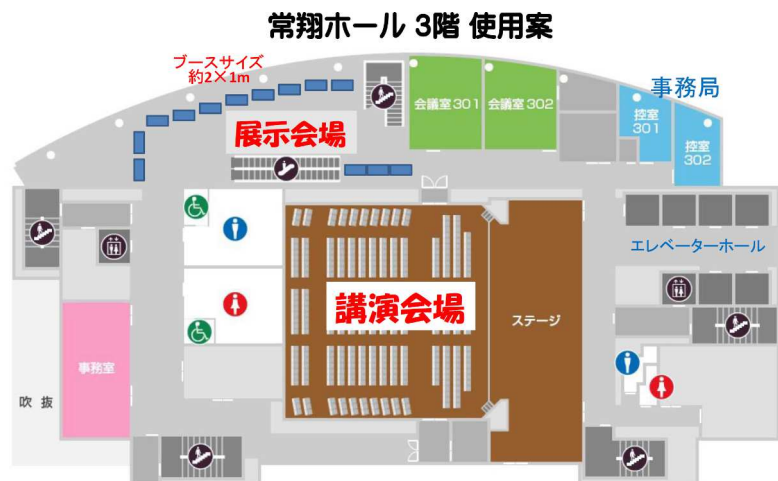 常翔ホール 3階 使用案
ブースサイズ
約2×1m
会議室301
会議室302
事務局
控室
301
控室
302
展示会場
エレベーターホール
講演会場
ステージ
事務室
吹 抜